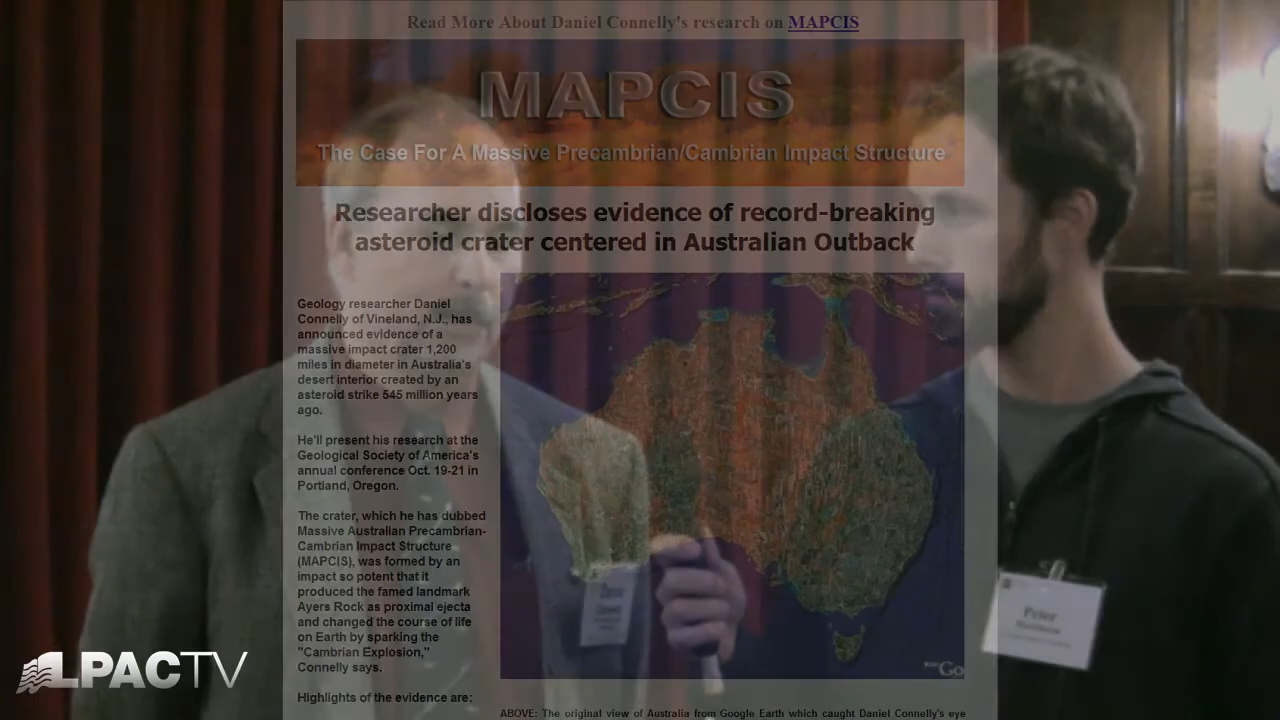 Read More About Daniel Connelly's research on MAPCIS
MAPCIS
The Case For A Massive Precambrian/Cambrian Impact Structure
Researcher discloses evidence of record-breaking
asteroid crater centered in Australian Outback
Geology researcher Daniel
Connelly of Vineland, N.J., has
announced evidence of a
massive impact crater 1,200
miles in diameter in Australia's
desert interior created by an
asteroid strike 545 million years
ago.
He'll present his research at the
Geological Society of America's
annual conference Oct. 19-21 in
Portland, Oregon.
The crater, which he has dubbed
Massive Australian Precambrian-
Cambrian Impact Structure
(MAPCIS), was formed by an
impact so potent that it
produced the famed landmark
Ayers Rock as proximal ejecta
and changed the course of life
on Earth by sparking the
"Cambrian Explosion,"
Connelly says.
Highlights of the evidence are:
Go
ABOVE: The original view of Australia from Google Earth which caught Daniel Connelly's eye
Peter
LPACTV